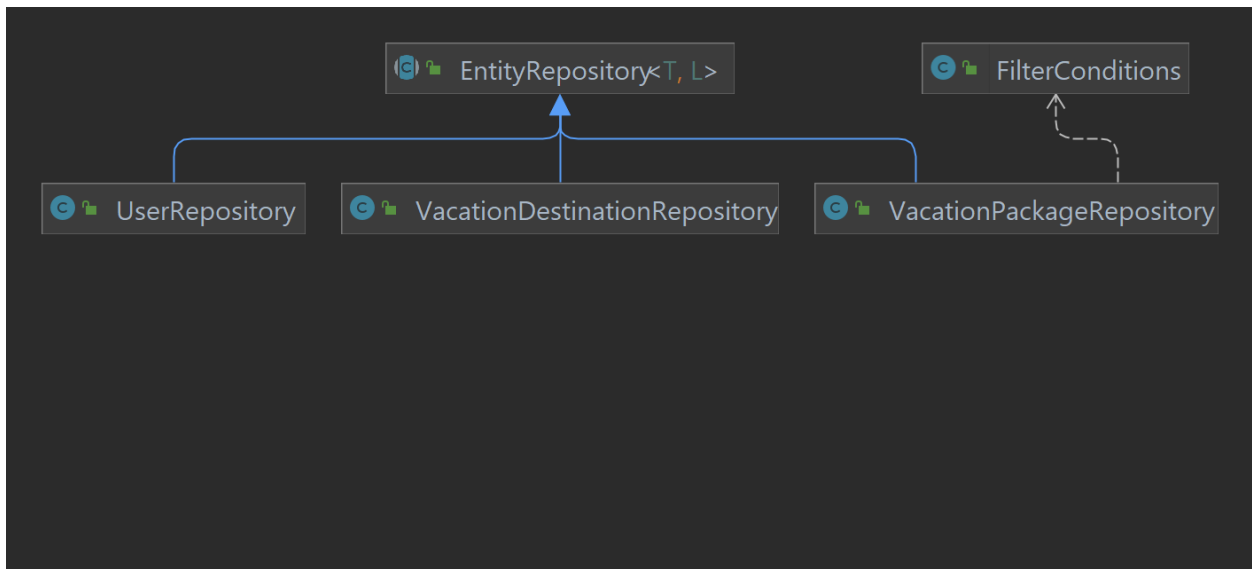 EntityRepository<T, L>
FilterConditions
UserRepository
VacationDestinationRepository
VacationPackageRepository